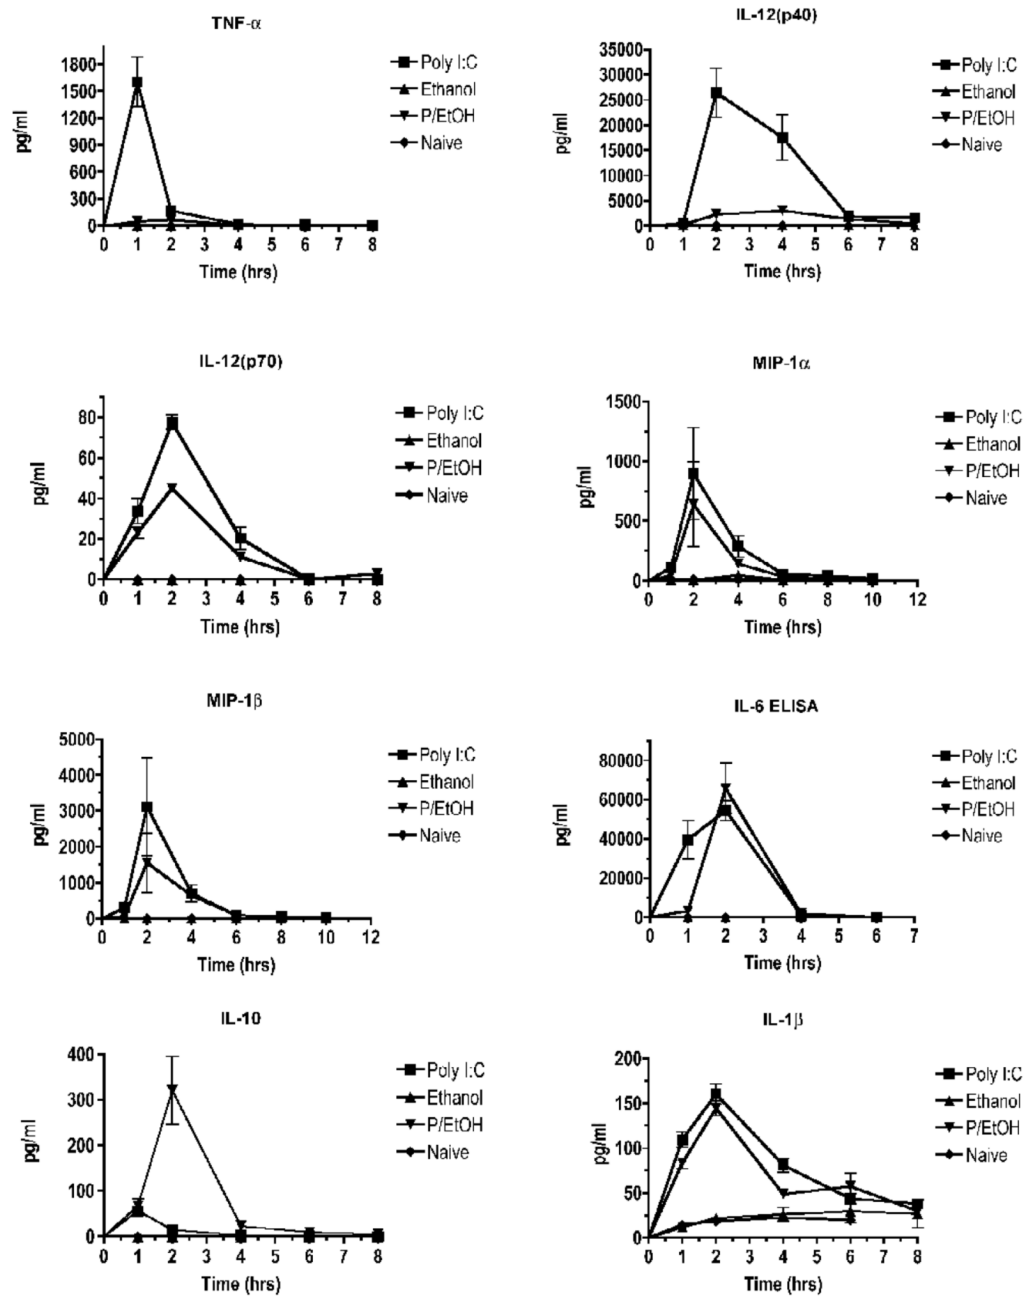 TNF-α
pg/ml
1800
1500
1200
900
600
300
0
0 1 2 3 4 5 6 7 8
Time (hrs)
Poly I:C
Ethanol
P/EtOH
Naive
IL-12(p40)
pg/ml
35000
30000
25000
20000
15000
10000
5000
0
0 1 2 3 4 5 6 7 8
Time (hrs)
Poly I:C
Ethanol
P/EtOH
Naive
IL-12(p70)
pg/ml
80
60
40
20
0
0 1 2 3 4 5 6 7 8
Time (hrs)
Poly I:C
Ethanol
P/EtOH
Naive
MIP-1α
pg/ml
1500
1000
500
0
0 2 4 6 8 10 12
Time (hrs)
Poly I:C
Ethanol
P/EtOH
Naive
MIP-1β
pg/ml
5000
4000
3000
2000
1000
0
0 2 4 6 8 10 12
Time (hrs)
Poly I:C
Ethanol
P/EtOH
Naive
IL-6 ELISA
pg/ml
80000
60000
40000
20000
0
0 1 2 3 4 5 6 7
Time (hrs)
Poly I:C
Ethanol
P/EtOH
Naive
IL-10
pg/ml
400
300
200
100
0
0 1 2 3 4 5 6 7 8
Time (hrs)
Poly I:C
Ethanol
P/EtOH
Naive
IL-1β
pg/ml
200
150
100
50
0
0 1 2 3 4 5 6 7 8
Time (hrs)
Poly I:C
Ethanol
P/EtOH
Naive